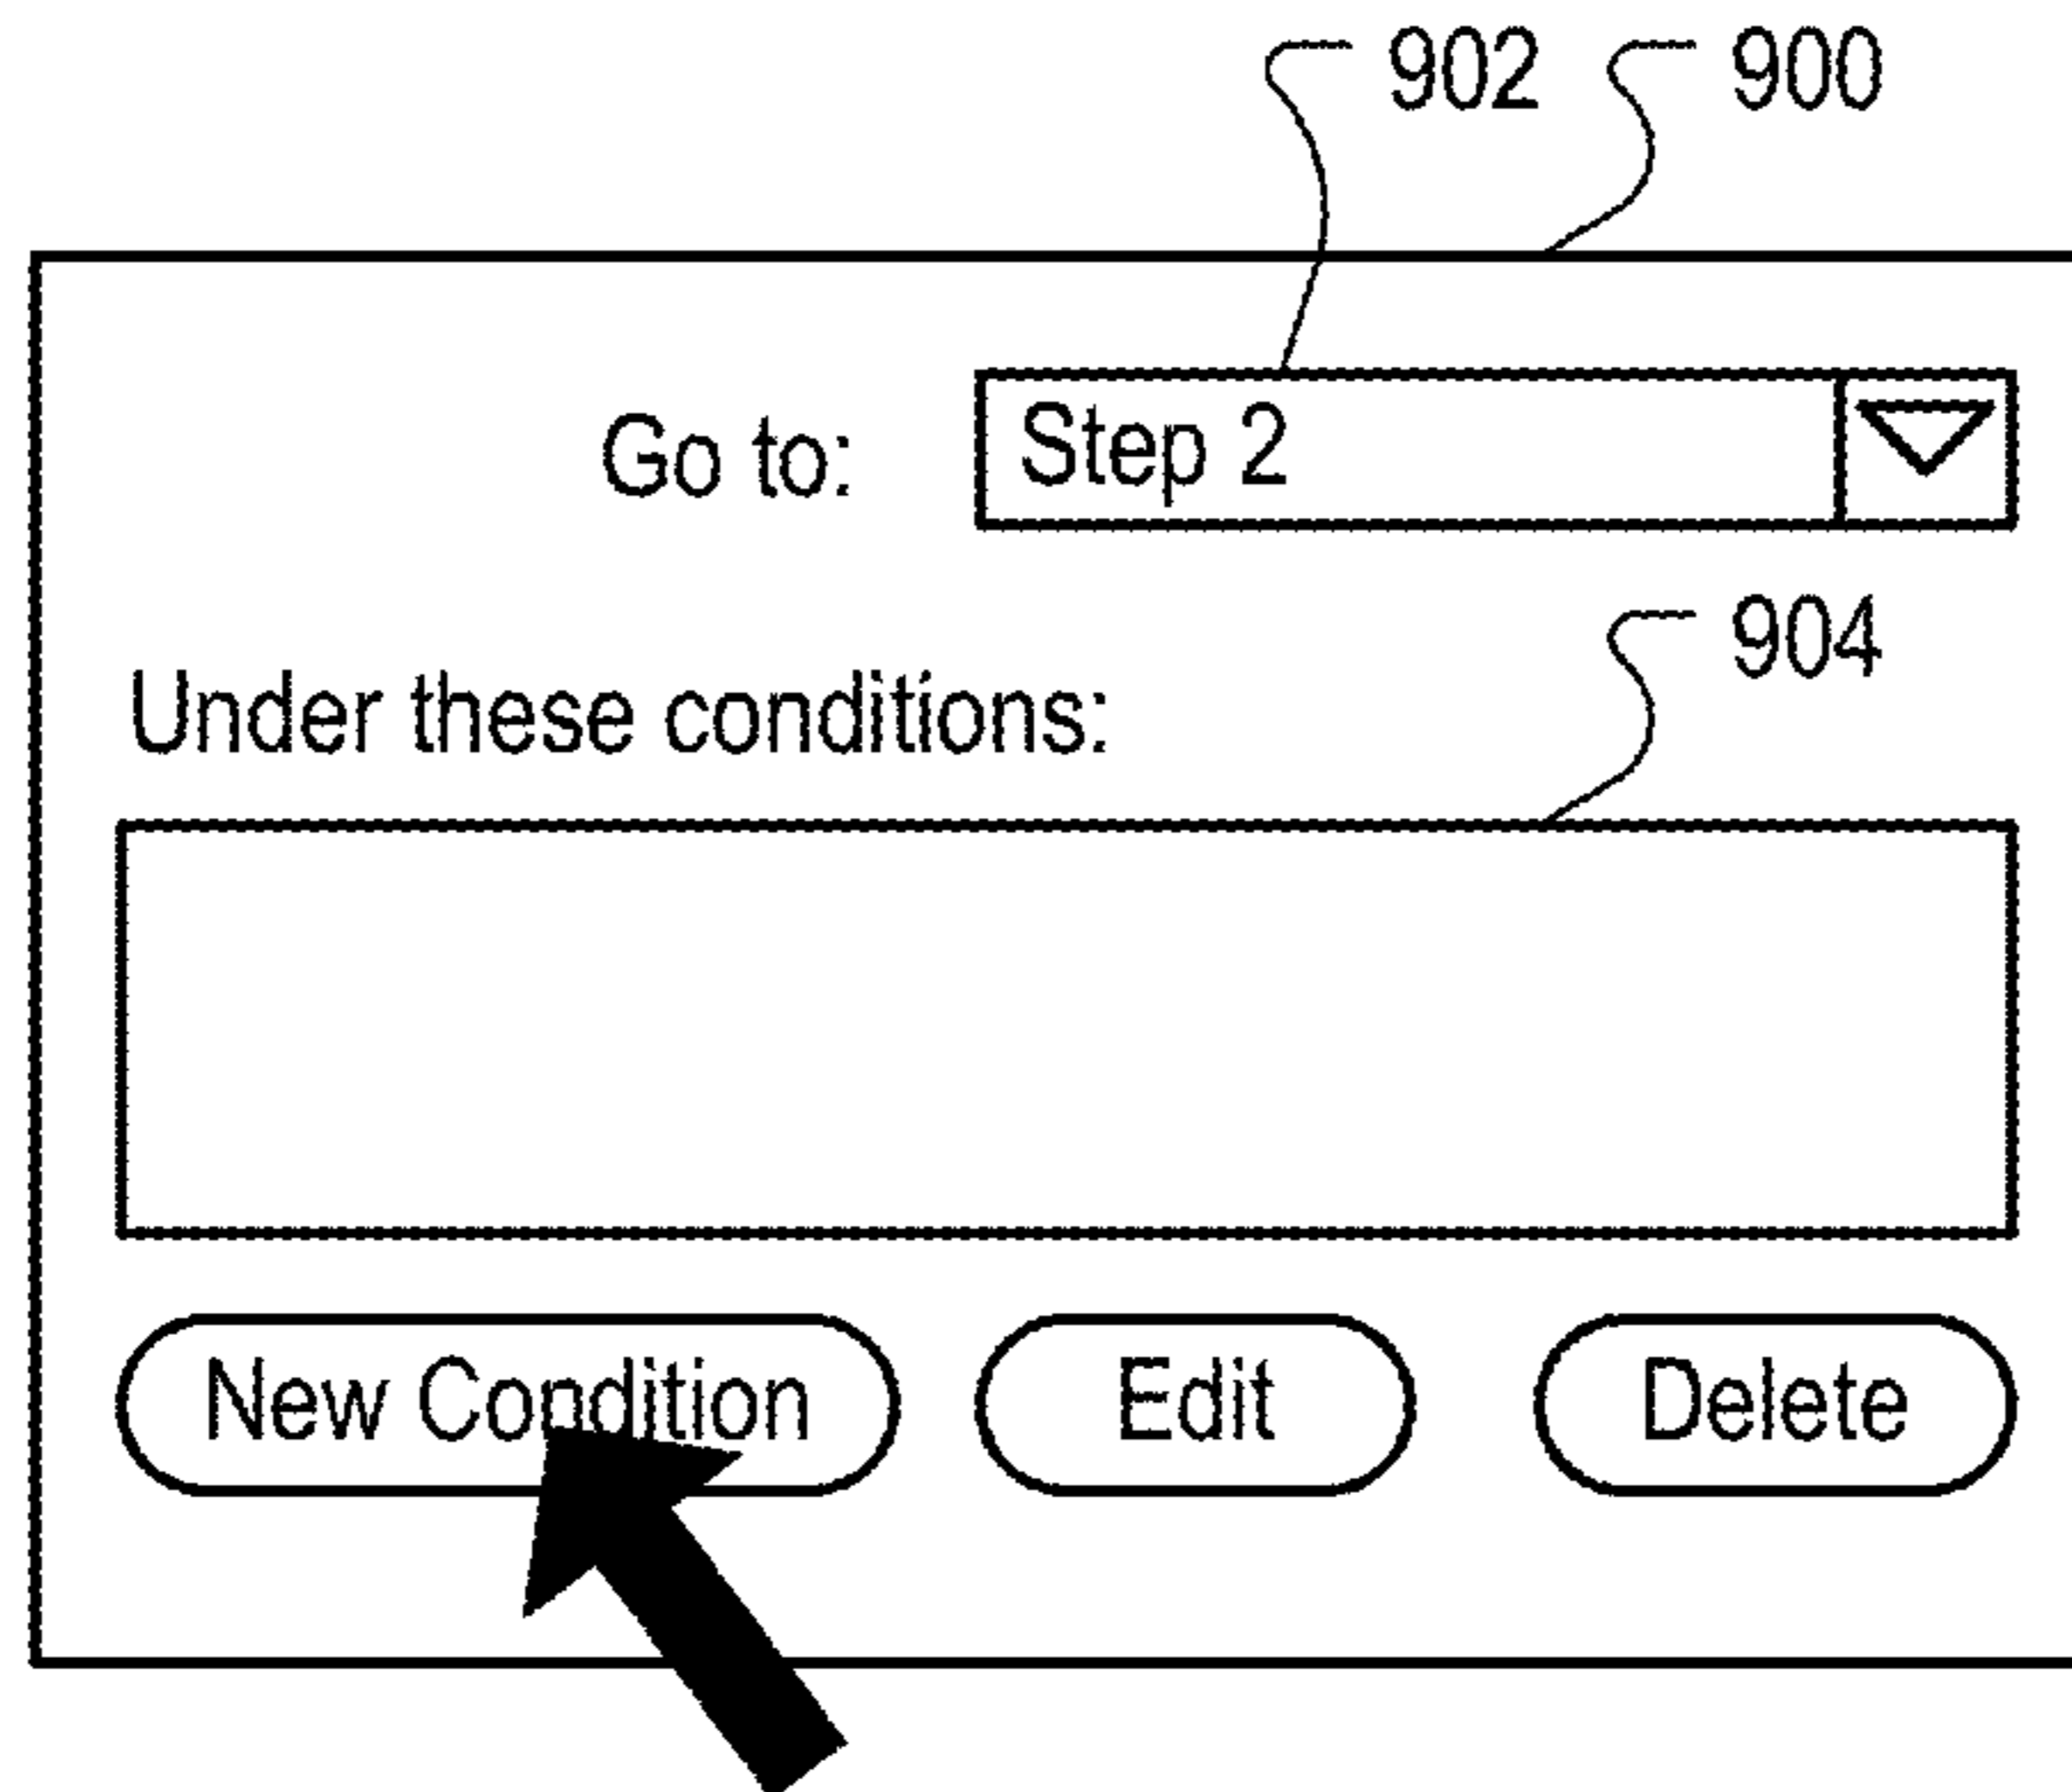 902 900
Go to: Step 2
904
Under these conditions:
New Condition Edit Delete